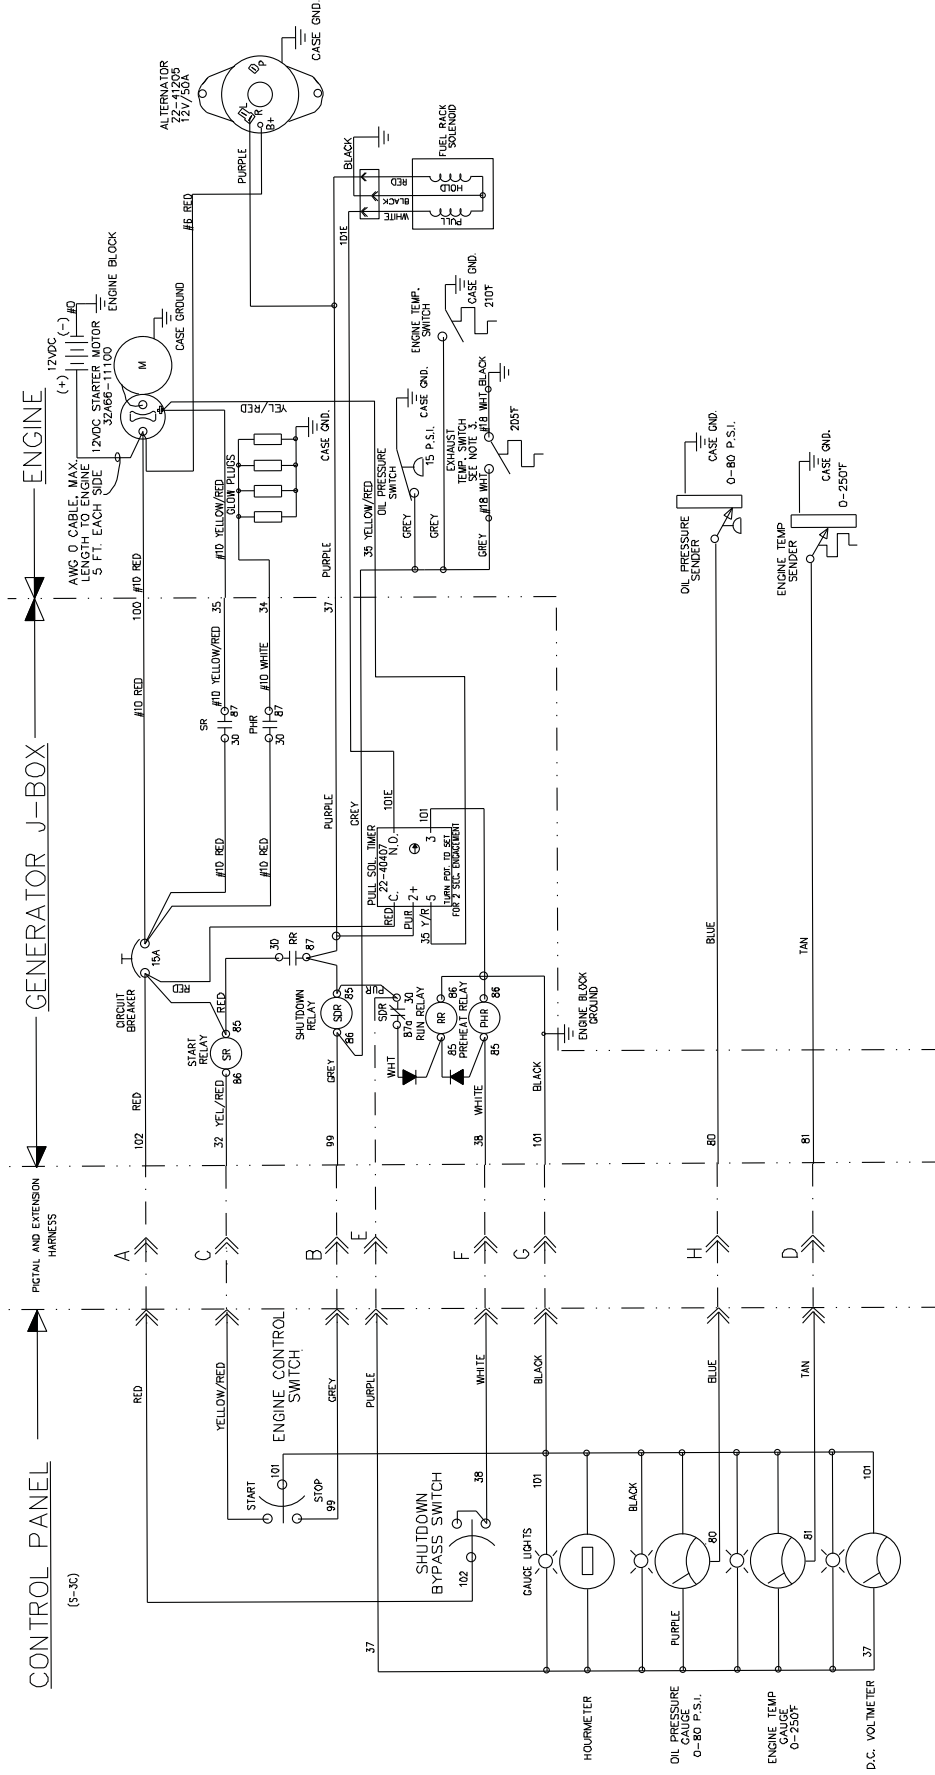 CONTROL PANEL
(S-3C)
PIGTAIL AND EXTENSION
HARNESS
GENERATOR J-BOX
ENGINE
RED
YELLOW/RED
START
101
STOP
99
ENGINE CONTROL
SWITCH
GREY
PURPLE
37
SHUTDOWN
BYPASS SWITCH
102
38
WHITE
BLACK
101
GAUGE LIGHTS
HOURMETER
BLACK
BLUE
PURPLE
80
OIL PRESSURE
GAUGE
0-80 P.S.I.
TAN
81
ENGINE TEMP
GAUGE
0-250°F
101
37
D.C. VOLTMETER
A
C
B
E
F
G
H
D
102
RED
CIRCUIT
BREAKER
15A
#10 RED
100
#10 RED
RED
RED
START
RELAY
SR
85
86
32 YEL/RED
#10 RED
#10 RED
SR
30
87
#10 YELLOW/RED
35
#10 YELLOW/RED
PHR
30
87
#10 WHITE
34
GLOW PLUGS
CASE GND.
30
RR
87
SHUTDOWN
RELAY
SDR
85
86
99
GREY
PURPLE
37
PURPLE
GREY
PUR
SDR
30
87a
WHT
RUN RELAY
RR
86
85
PREHEAT RELAY
PHR
86
85
38
WHITE
101
BLACK
ENGINE BLOCK
GROUND
PULL SOL. TIMER
22-40407
C.
N.O.
2+
5
3
RED
PUR
35 Y/R
101E
101
TURN POT. TO SET
FOR 2 SEC. ENGAGEMENT
80
BLUE
81
TAN
AWG 0 CABLE, MAX.
LENGTH TO ENGINE
5 FT. EACH SIDE
12VDC
(+)
(-)
#0
ENGINE BLOCK
12VDC STARTER MOTOR
32A66-11100
M
CASE GROUND
YEL/RED
#6 RED
ALTERNATOR
22-41205
12V/50A
L
R
B+
P
CASE GND.
PURPLE
101E
BLACK
RED
BLACK
WHITE
HOLD
PULL
FUEL RACK
SOLENOID
35 YELLOW/RED
OIL PRESSURE
SWITCH
15 P.S.I.
CASE GND.
GREY
ENGINE TEMP.
SWITCH
CASE GND.
210°F
GREY
EXHAUST
TEMP. SWITCH
SEE NOTE 3.
GREY
#18 WHT
#18 WHT
BLACK
205°F
OIL PRESSURE
SENDER
CASE GND.
0-80 P.S.I.
ENGINE TEMP
SENDER
CASE GND.
0-250°F